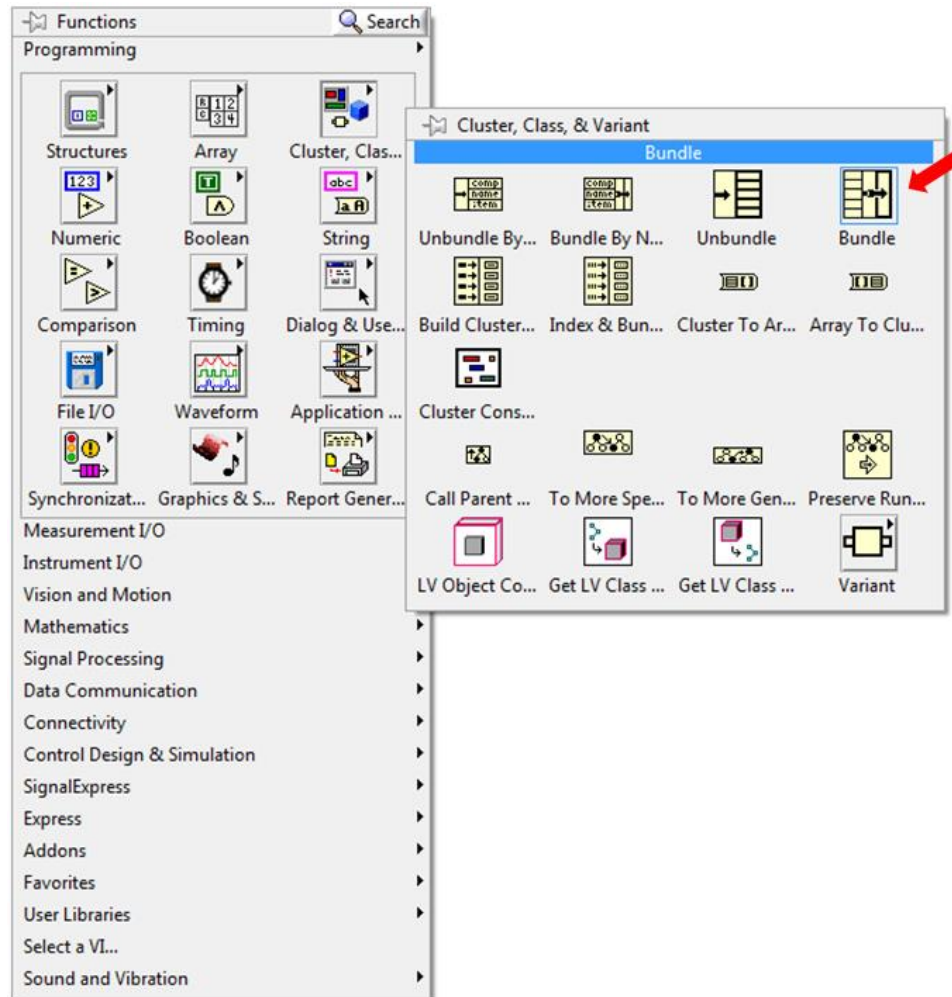 Functions Search
Programming
Structures Array Cluster, Clas...
Numeric Boolean String
Comparison Timing Dialog & Use...
File I/O Waveform Application ...
Synchronizat... Graphics & S... Report Gener...
Measurement I/O
Instrument I/O
Vision and Motion
Mathematics
Signal Processing
Data Communication
Connectivity
Control Design & Simulation
SignalExpress
Express
Addons
Favorites
User Libraries
Select a VI...
Sound and Vibration
Cluster, Class, & Variant
Bundle
Unbundle By... Bundle By N... Unbundle Bundle
Build Cluster... Index & Bun... Cluster To Ar... Array To Clu...
Cluster Cons...
Call Parent ... To More Spe... To More Gen... Preserve Run...
LV Object Co... Get LV Class ... Get LV Class ... Variant